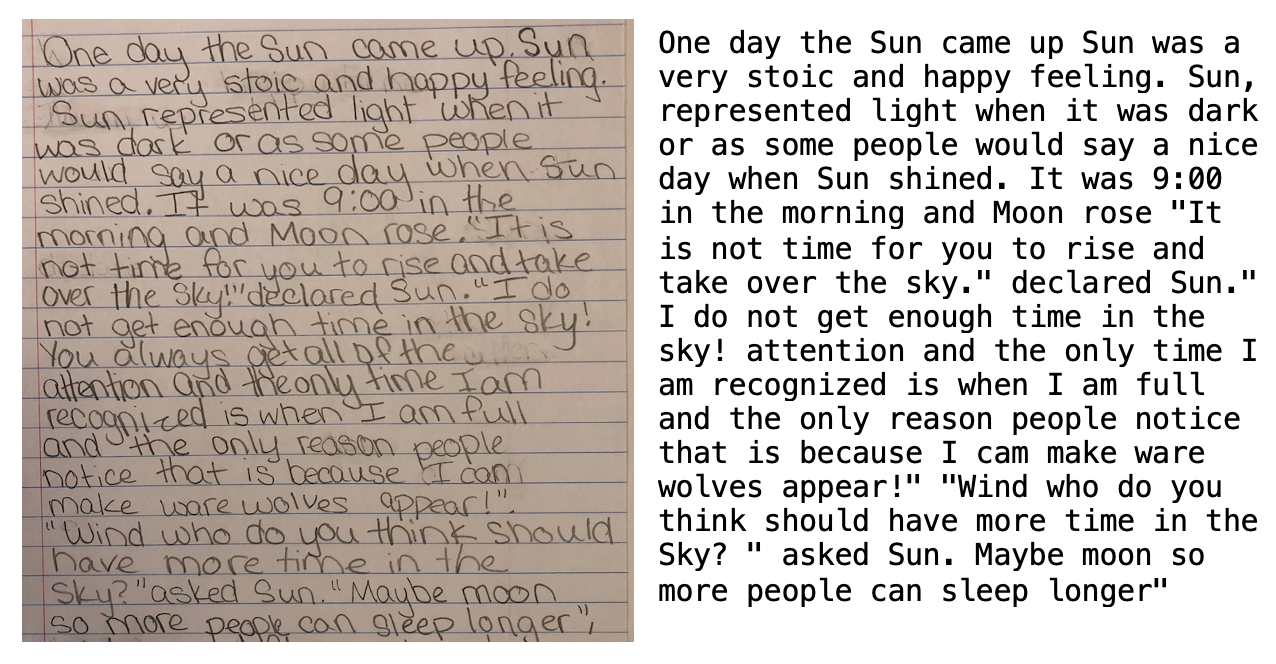 One day the Sun came up. Sun
was a very stoic and happy feeling.
Sun represented light when it
was dark or as some people
would say a nice day when Sun
shined. It was 9:00 in the
morning and Moon rose. "It is
not time for you to rise and take
over the Sky!" declared Sun. "I do
not get enough time in the sky!
You always get all of the
attention and the only time I am
recognized is when I am full
and the only reason people
notice that is because I cam
make ware wolves appear!".
"Wind who do you think should
have more time in the
Sky?" asked Sun. "Maybe moon
so more people can sleep longer",
One day the Sun came up Sun was a
very stoic and happy feeling. Sun,
represented light when it was dark
or as some people would say a nice
day when Sun shined. It was 9:00
in the morning and Moon rose "It
is not time for you to rise and
take over the sky." declared Sun."
I do not get enough time in the
sky! attention and the only time I
am recognized is when I am full
and the only reason people notice
that is because I cam make ware
wolves appear!" "Wind who do you
think should have more time in the
Sky? " asked Sun. Maybe moon so
more people can sleep longer"